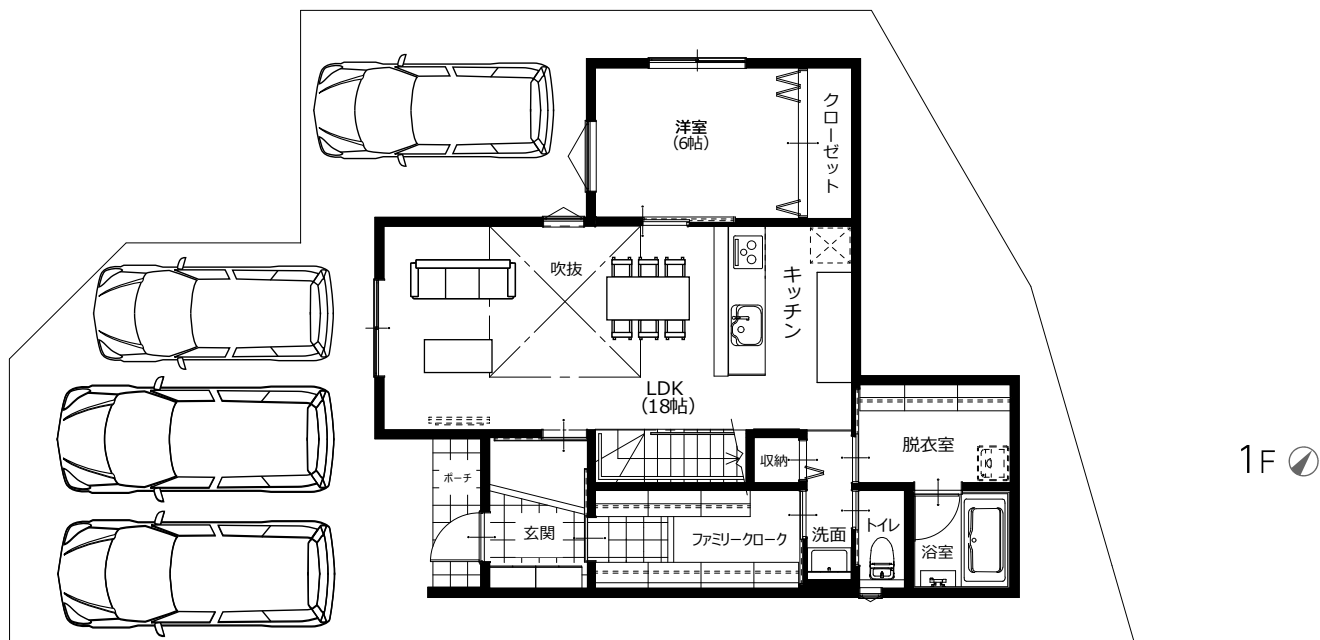 洋室
(6帖)
クローゼット
吹抜
キッチン
LDK
(18帖)
収納
脱衣室
ポーチ
玄関
ファミリークローク
洗面
トイレ
浴室
1F